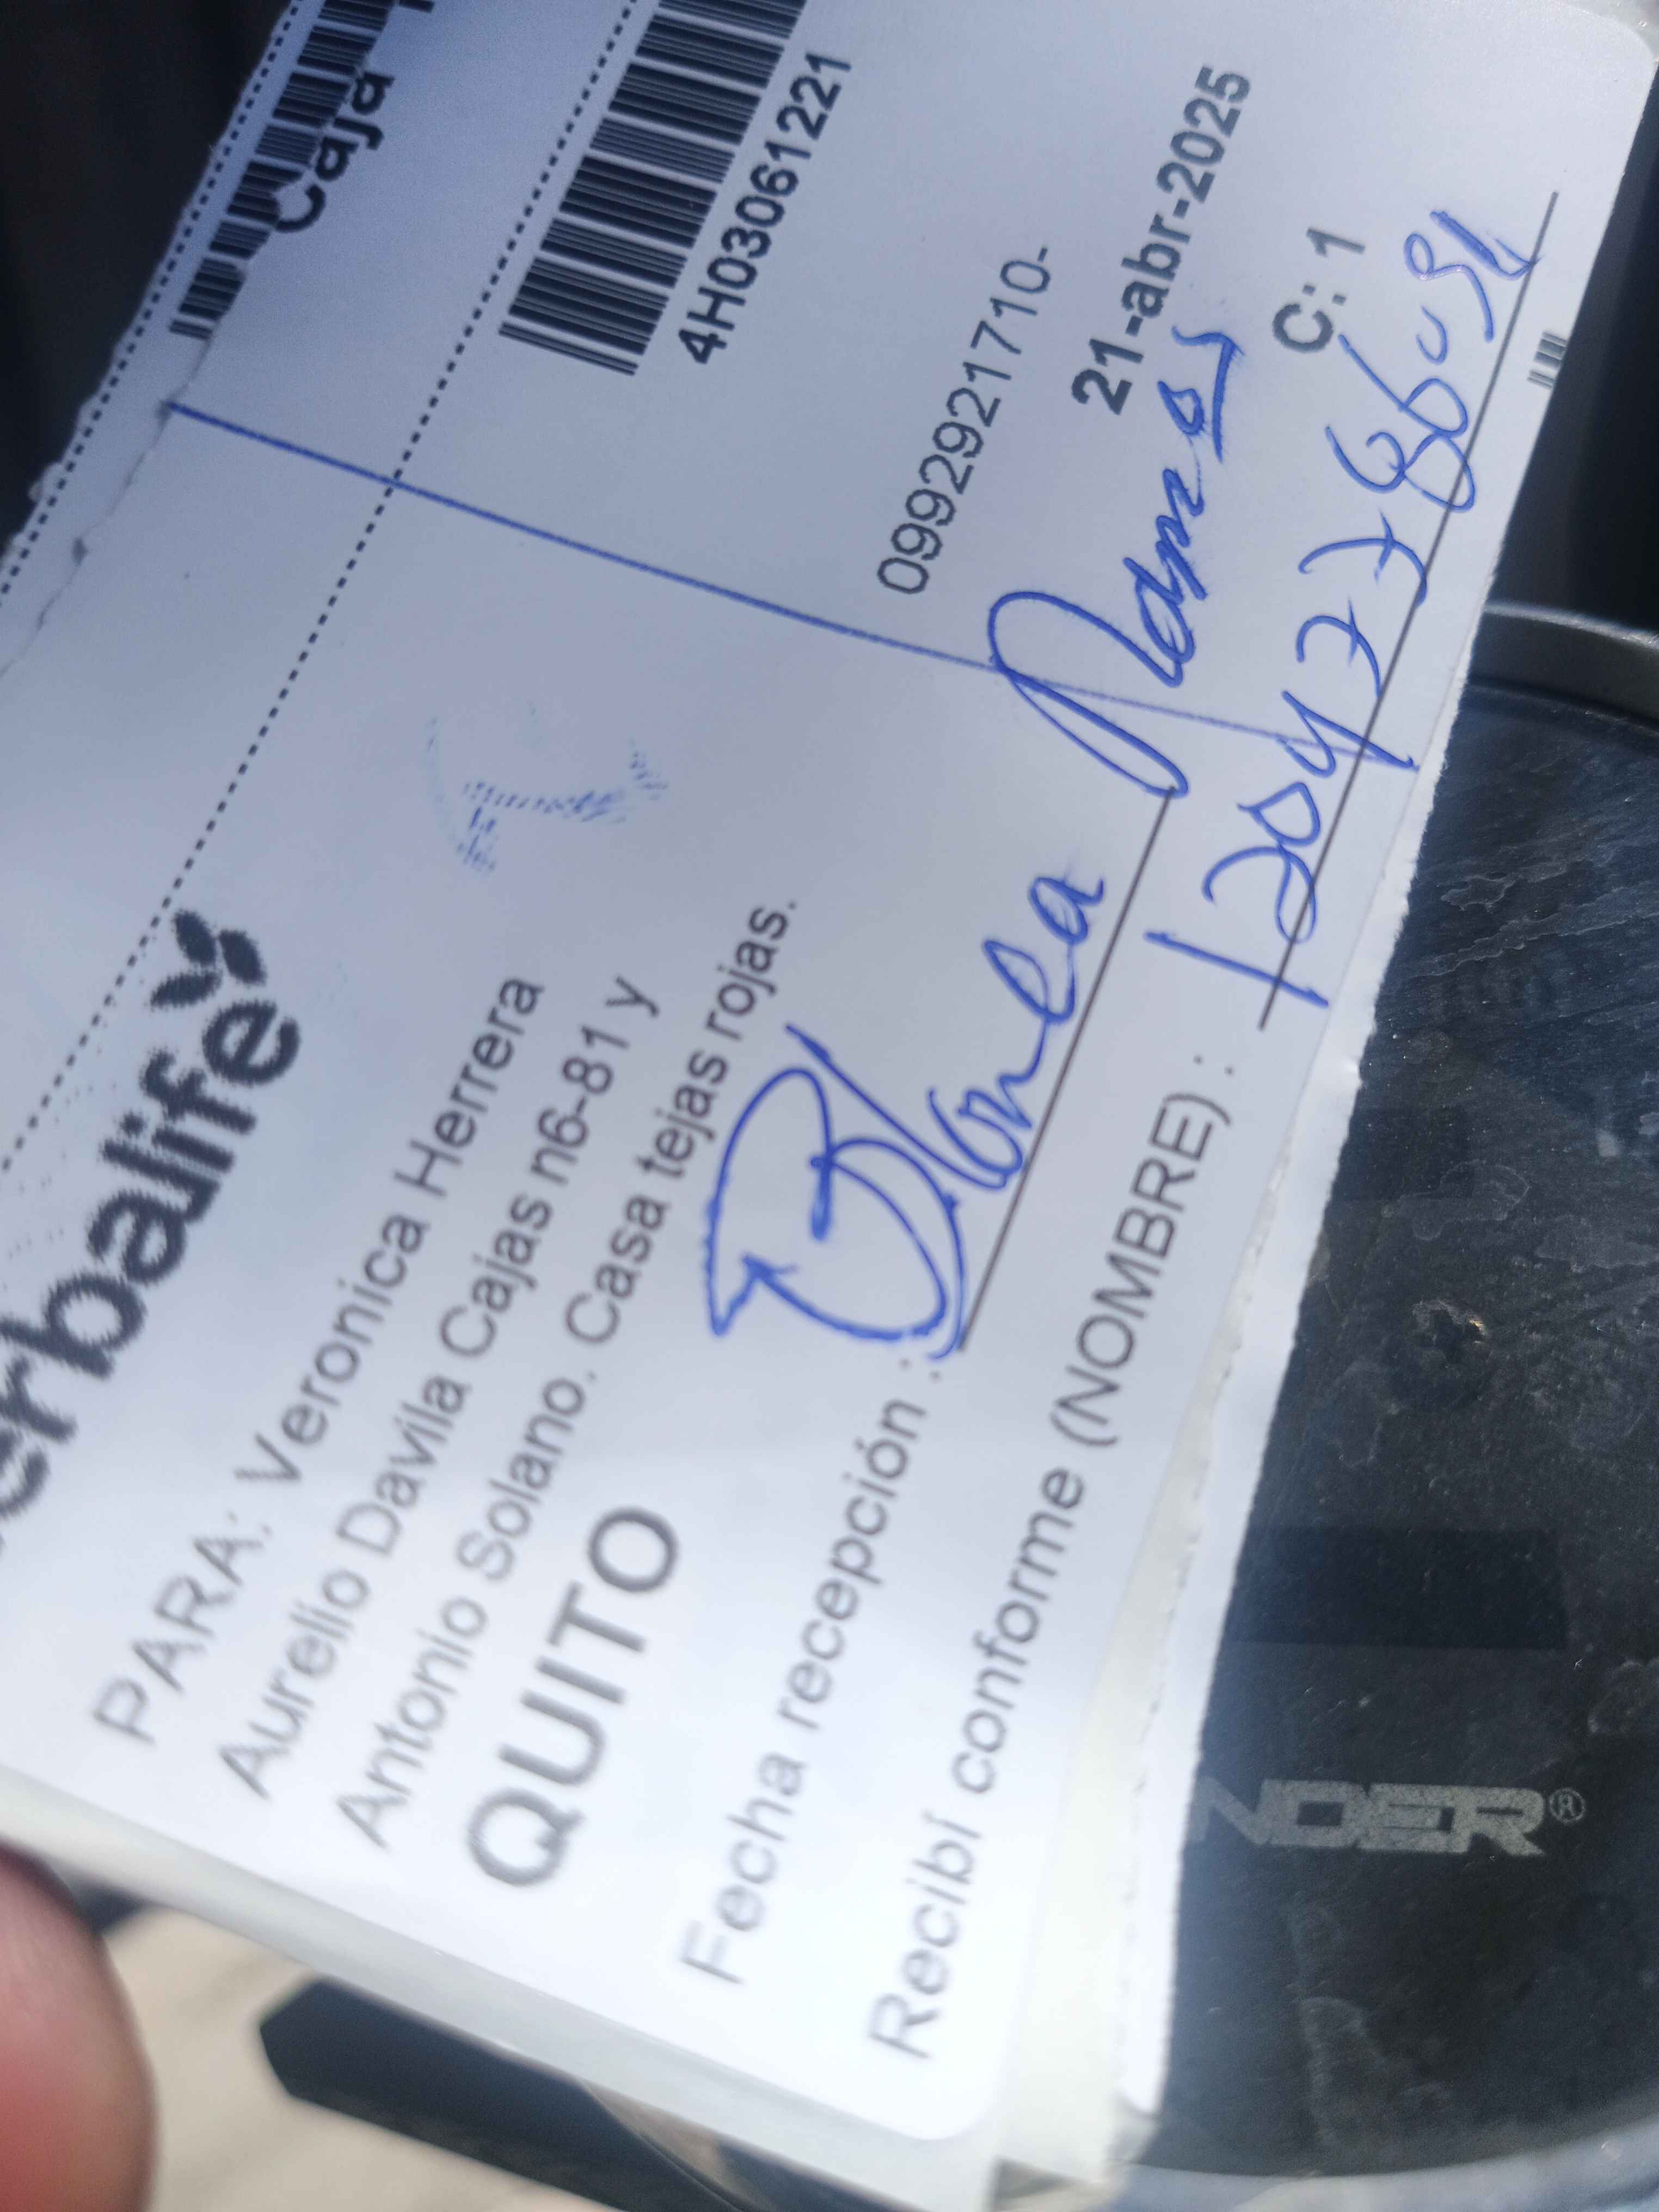 Caja
4H03061221
erbalife
PARA: Veronica Herrera
Aurelio Davila Cajas n6-81 y
Antonio Solano. Casa tejas rojas.
0992921710-
QUITO
21-abr-2025
Fecha recepción : Blanca Ramos
C: 1
Recibí conforme (NOMBRE) :
NDER®